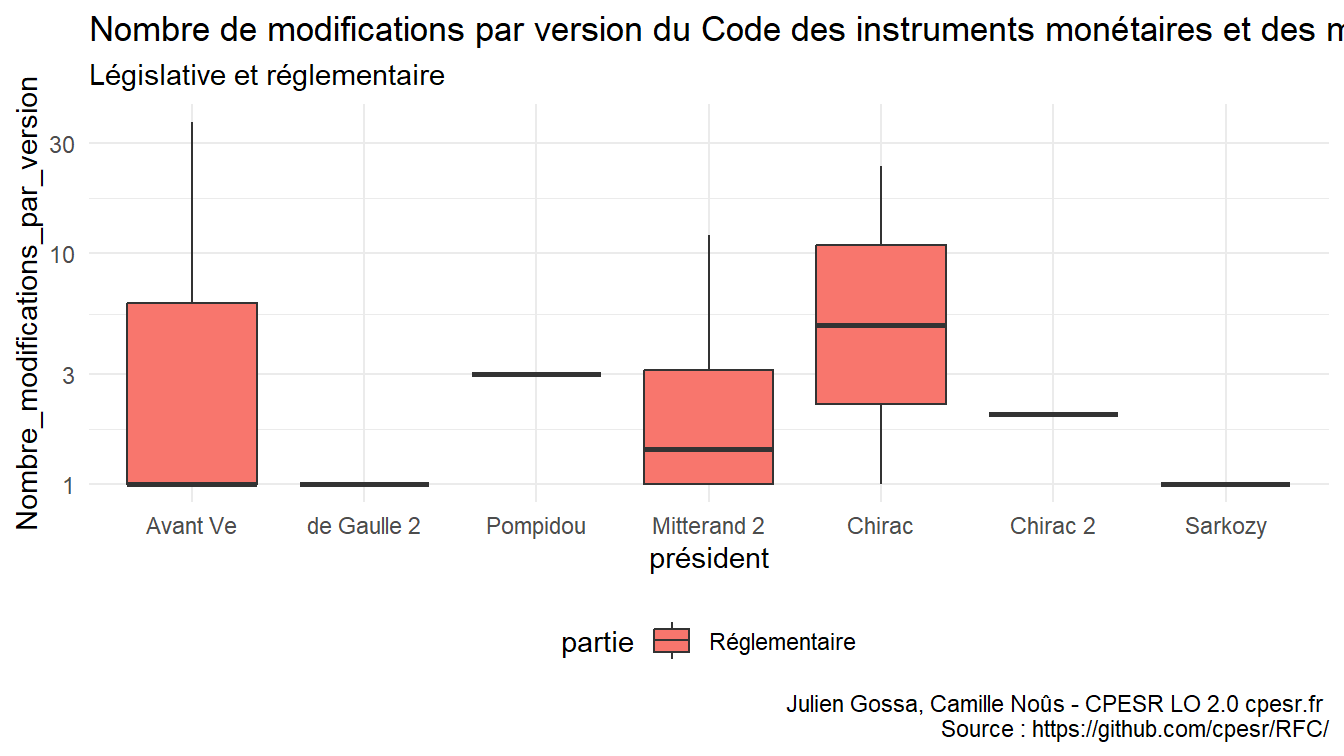 Nombre de modifications par version du Code des instruments monétaires et des m
Législative et réglementaire
Nombre_modifications_par_version
30
10
3
1
Avant Ve
de Gaulle 2
Pompidou
Mitterand 2
Chirac
Chirac 2
Sarkozy
président
partie
Réglementaire
Julien Gossa, Camille Noûs - CPESR LO 2.0 cpesr.fr
Source : https://github.com/cpesr/RFC/